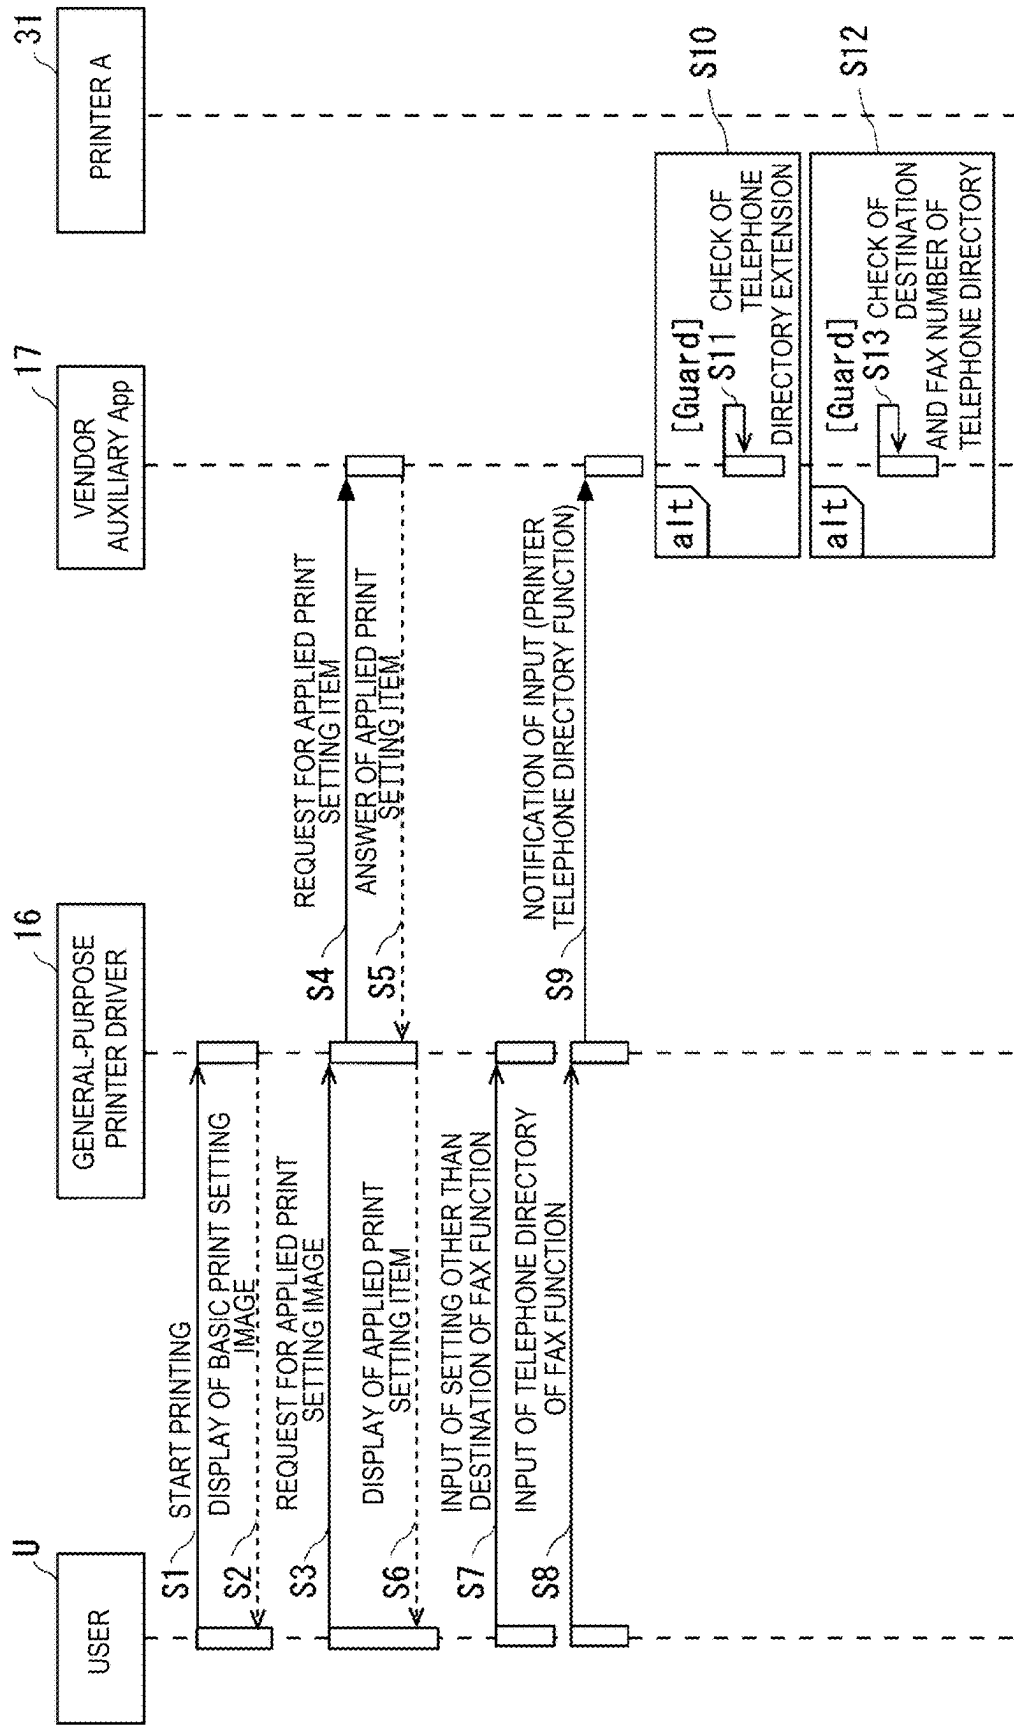 U
USER
16
GENERAL-PURPOSE
PRINTER DRIVER
17
VENDOR
AUXILIARY App
31
PRINTER A
S1
START PRINTING
S2
DISPLAY OF BASIC PRINT SETTING
IMAGE
S3
REQUEST FOR APPLIED PRINT
SETTING IMAGE
S4
REQUEST FOR APPLIED PRINT
SETTING ITEM
S5
ANSWER OF APPLIED PRINT
SETTING ITEM
S6
DISPLAY OF APPLIED PRINT
SETTING ITEM
S7
INPUT OF SETTING OTHER THAN
DESTINATION OF FAX FUNCTION
S8
INPUT OF TELEPHONE DIRECTORY
OF FAX FUNCTION
S9
NOTIFICATION OF INPUT (PRINTER
TELEPHONE DIRECTORY FUNCTION)
S10
alt
[Guard]
S11
CHECK OF
TELEPHONE
DIRECTORY EXTENSION
S12
alt
[Guard]
S13
CHECK OF
DESTINATION
AND FAX NUMBER OF
TELEPHONE DIRECTORY